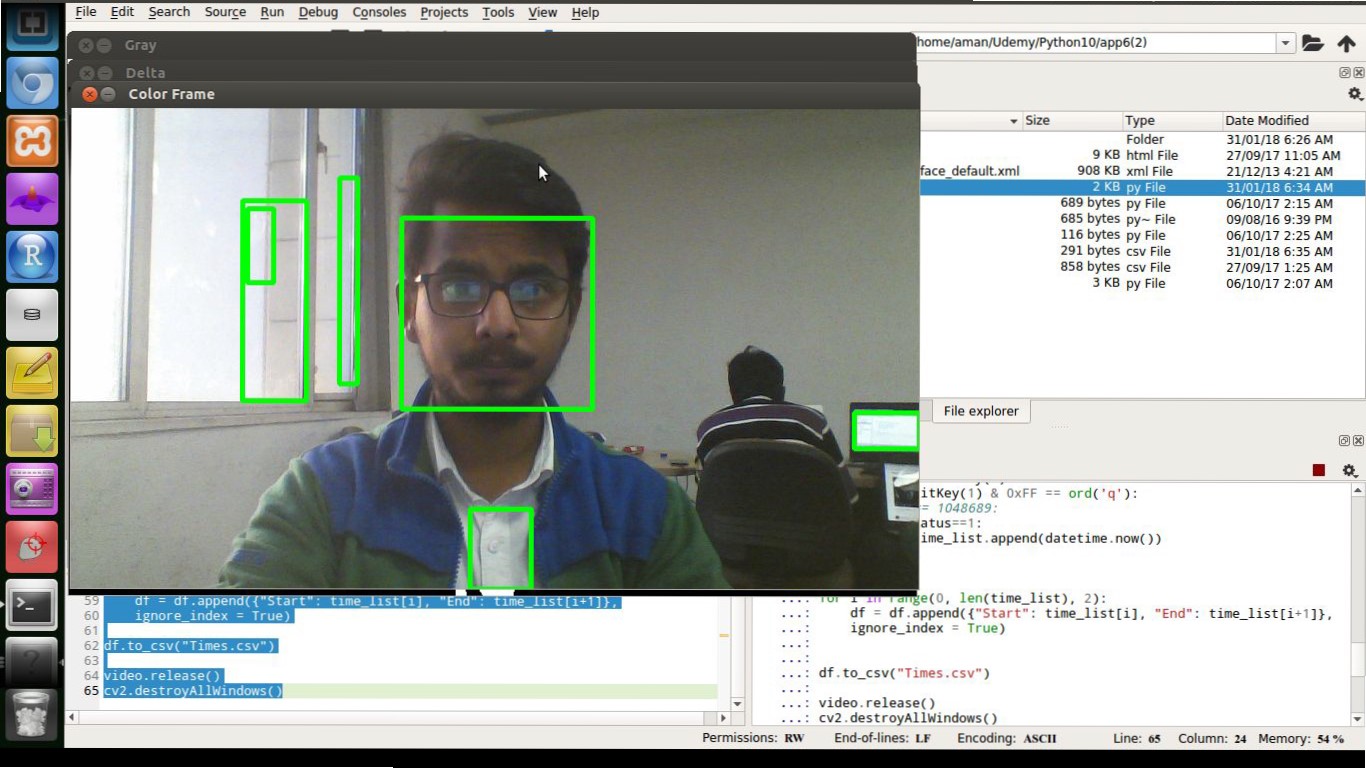 File Edit Search Source Run Debug Consoles Projects Tools View Help
Gray
home/aman/Udemy/Python10/app6(2)
Delta
Color Frame
Size Type Date Modified
Folder 31/01/18 6:26 AM
9 KB html File 27/09/17 11:05 AM
face_default.xml 908 KB xml File 21/12/13 4:21 AM
2 KB py File 31/01/18 6:34 AM
689 bytes py File 06/10/17 2:15 AM
685 bytes py~ File 09/08/16 9:39 PM
116 bytes py File 06/10/17 2:25 AM
291 bytes csv File 31/01/18 6:35 AM
858 bytes csv File 27/09/17 1:25 AM
3 KB py File 06/10/17 2:07 AM
File explorer
R
itKey(1) & 0xFF == ord('q'):
= 1048689:
atus==1:
ime_list.append(datetime.now())
59 df = df.append({"Start": time_list[i], "End": time_list[i+1]},
60 ignore_index = True)
61
62 df.to_csv("Times.csv")
63
64 video.release()
65 cv2.destroyAllWindows()
...: for i in range(0, len(time_list), 2):
...: df = df.append({"Start": time_list[i], "End": time_list[i+1]},
...: ignore_index = True)
...:
...:
...: df.to_csv("Times.csv")
...:
...: video.release()
...: cv2.destroyAllWindows()
Permissions: RW End-of-lines: LF Encoding: ASCII Line: 65 Column: 24 Memory: 54 %